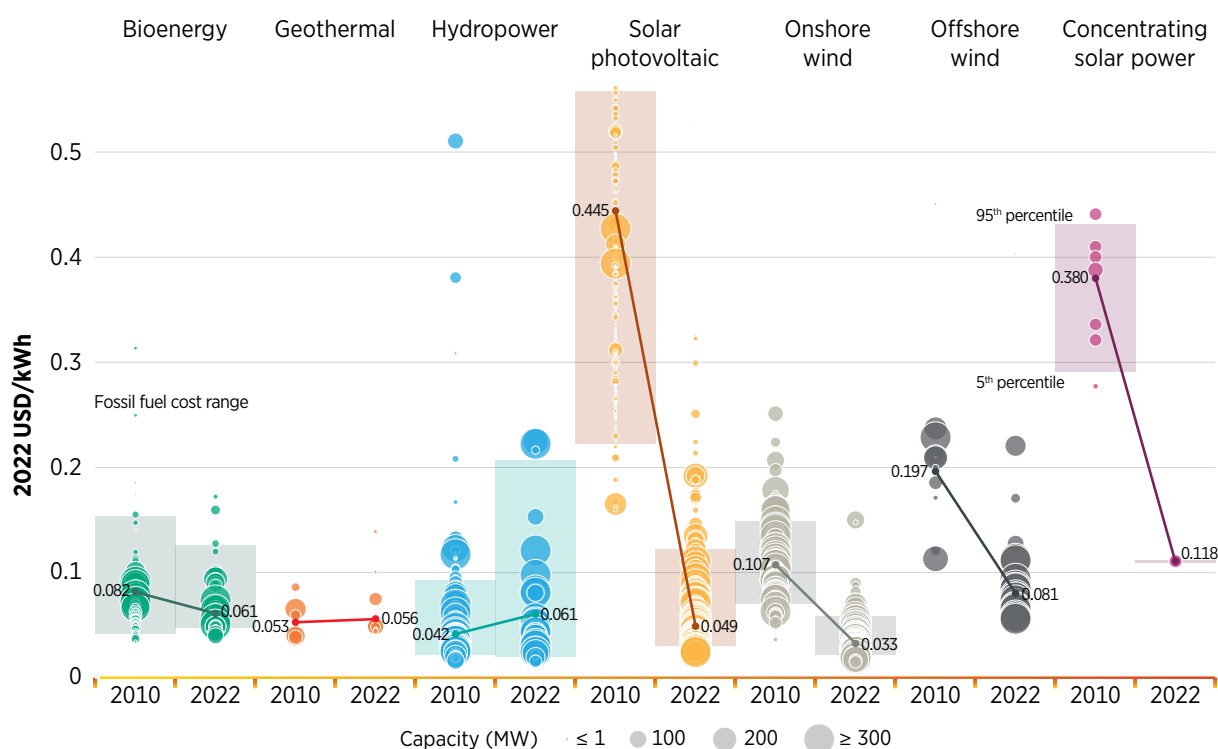 Bioenergy Geothermal Hydropower Solar photovoltaic Onshore wind Offshore wind Concentrating solar power
2022 USD/kWh
0.5
0.4
0.3
0.2
0.1
0
95th percentile
5th percentile
Fossil fuel cost range
0.082
0.061
0.053
0.056
0.042
0.061
0.445
0.049
0.107
0.033
0.197
0.081
0.380
0.118
2010 2022 2010 2022 2010 2022 2010 2022 2010 2022 2010 2022 2010 2022
Capacity (MW) ≤ 1 100 200 ≥ 300